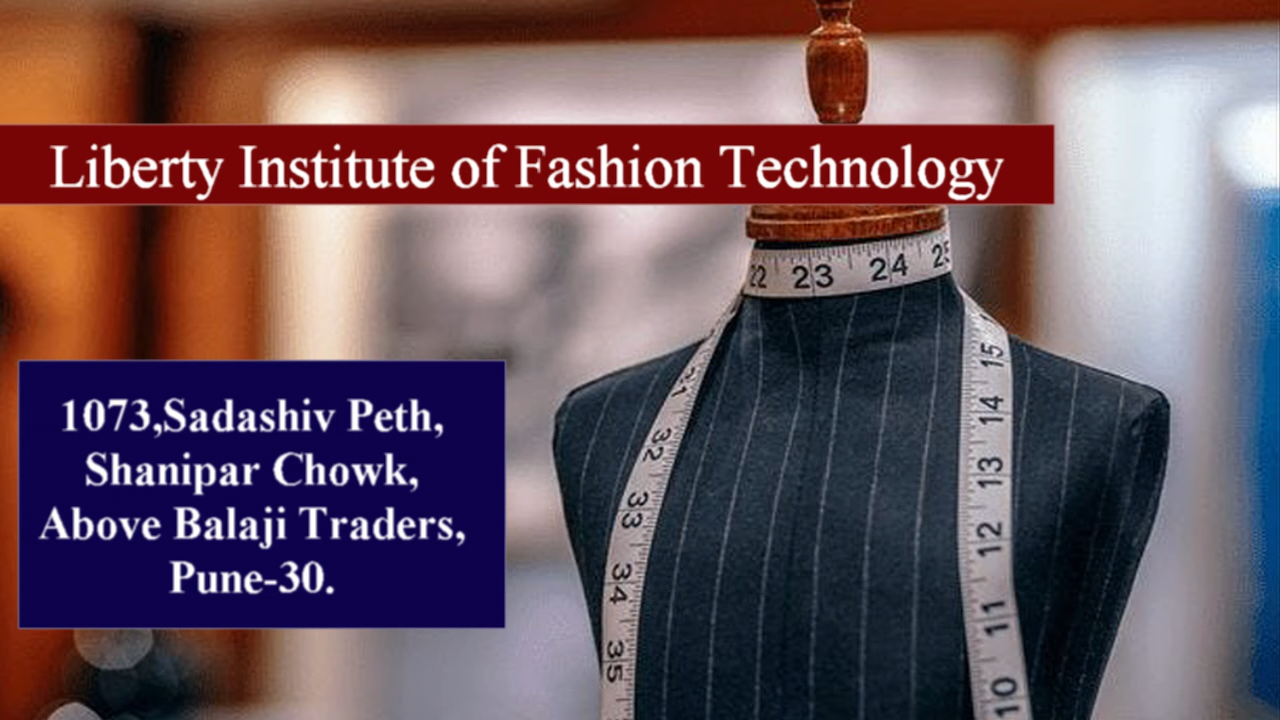 Liberty Institute of Fashion Technology
22 23 24 25
1073,Sadashiv Peth,
Shanipar Chowk,
Above Balaji Traders,
Pune-30.
32
33
34
35
15
14
13
12
11
10